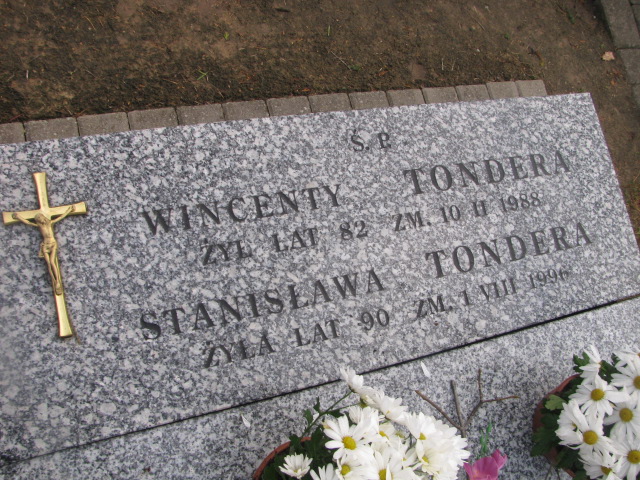 Ś. P.
WINCENTY TONDERA
ŻYŁ LAT 82 ZM. 10 II 1988
STANISŁAWA TONDERA
ŻYŁA LAT 90 ZM. 1 VIII 1996